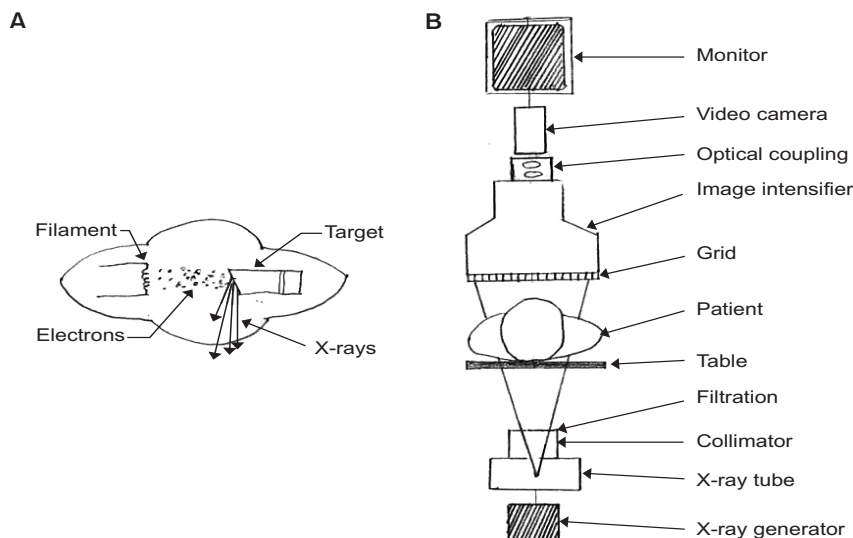 A
Filament
Target
Electrons
X-rays
B
Monitor
Video camera
Optical coupling
Image intensifier
Grid
Patient
Table
Filtration
Collimator
X-ray tube
X-ray generator